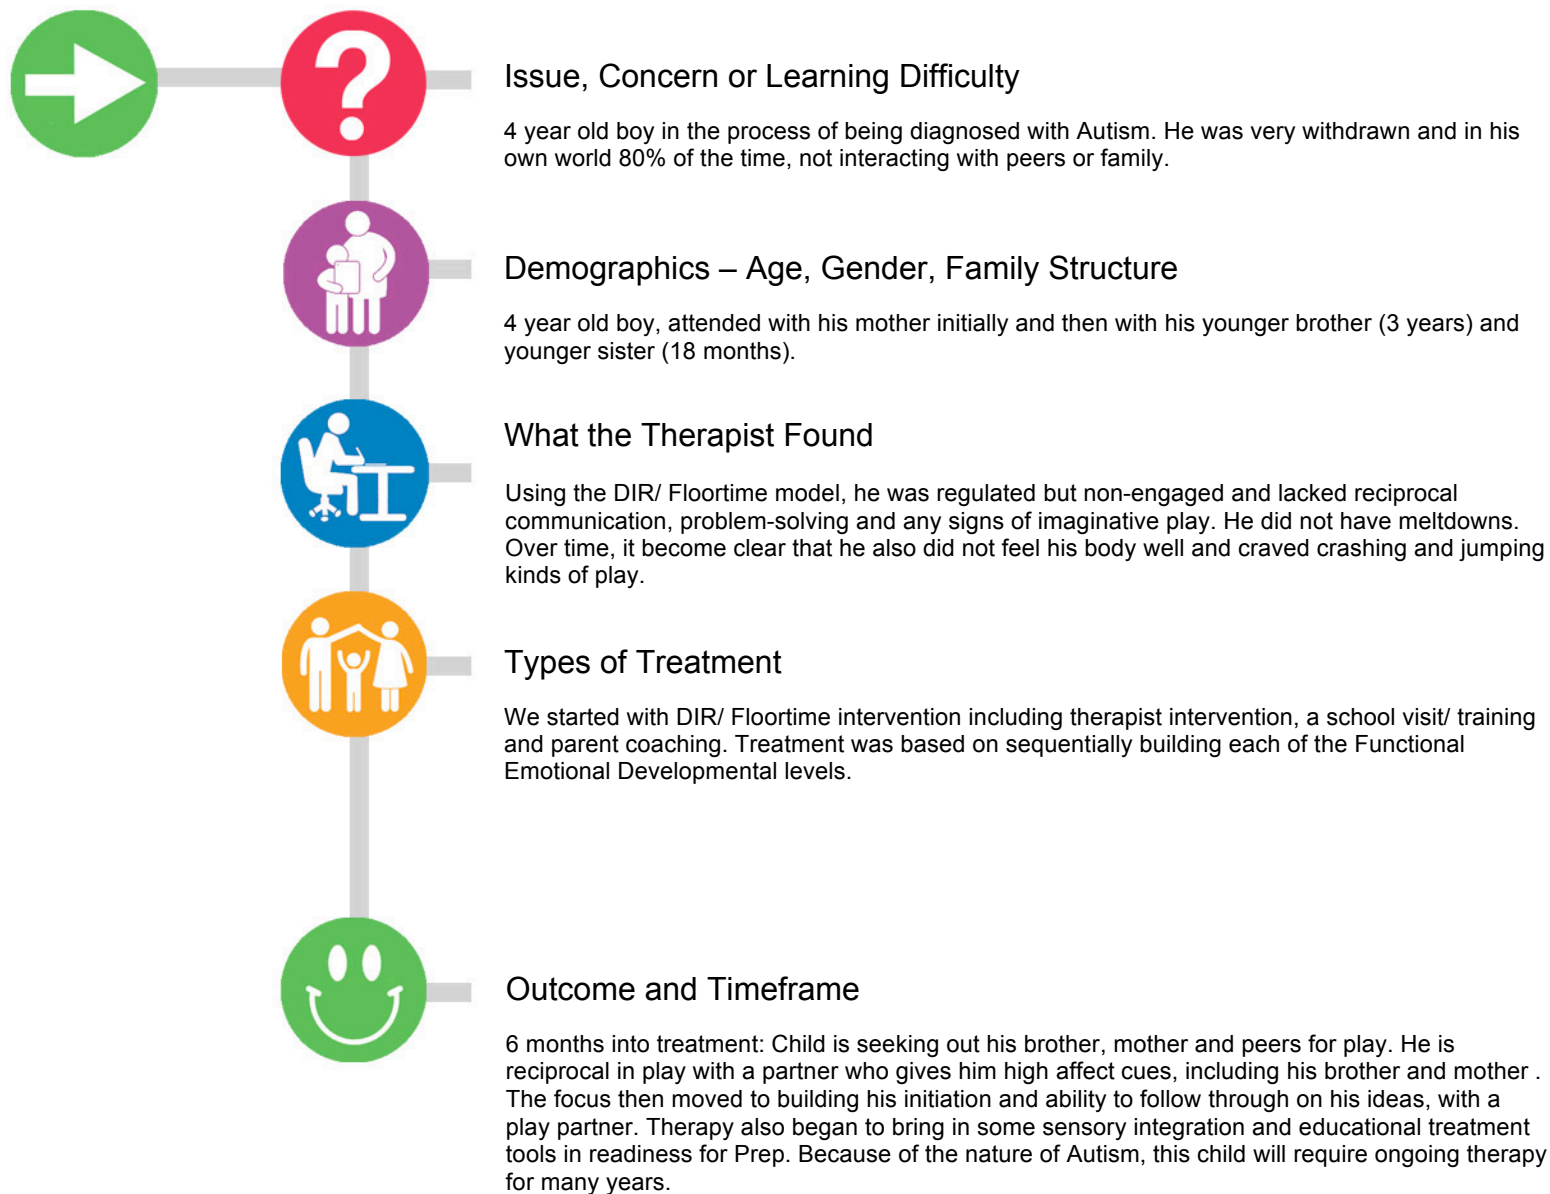 Issue, Concern or Learning Difficulty
4 year old boy in the process of being diagnosed with Autism. He was very withdrawn and in his
own world 80% of the time, not interacting with peers or family.
Demographics – Age, Gender, Family Structure
4 year old boy, attended with his mother initially and then with his younger brother (3 years) and
younger sister (18 months).
What the Therapist Found
Using the DIR/ Floortime model, he was regulated but non-engaged and lacked reciprocal
communication, problem-solving and any signs of imaginative play. He did not have meltdowns.
Over time, it become clear that he also did not feel his body well and craved crashing and jumping
kinds of play.
Types of Treatment
We started with DIR/ Floortime intervention including therapist intervention, a school visit/ training
and parent coaching. Treatment was based on sequentially building each of the Functional
Emotional Developmental levels.
Outcome and Timeframe
6 months into treatment: Child is seeking out his brother, mother and peers for play. He is
reciprocal in play with a partner who gives him high affect cues, including his brother and mother .
The focus then moved to building his initiation and ability to follow through on his ideas, with a
play partner. Therapy also began to bring in some sensory integration and educational treatment
tools in readiness for Prep. Because of the nature of Autism, this child will require ongoing therapy
for many years.